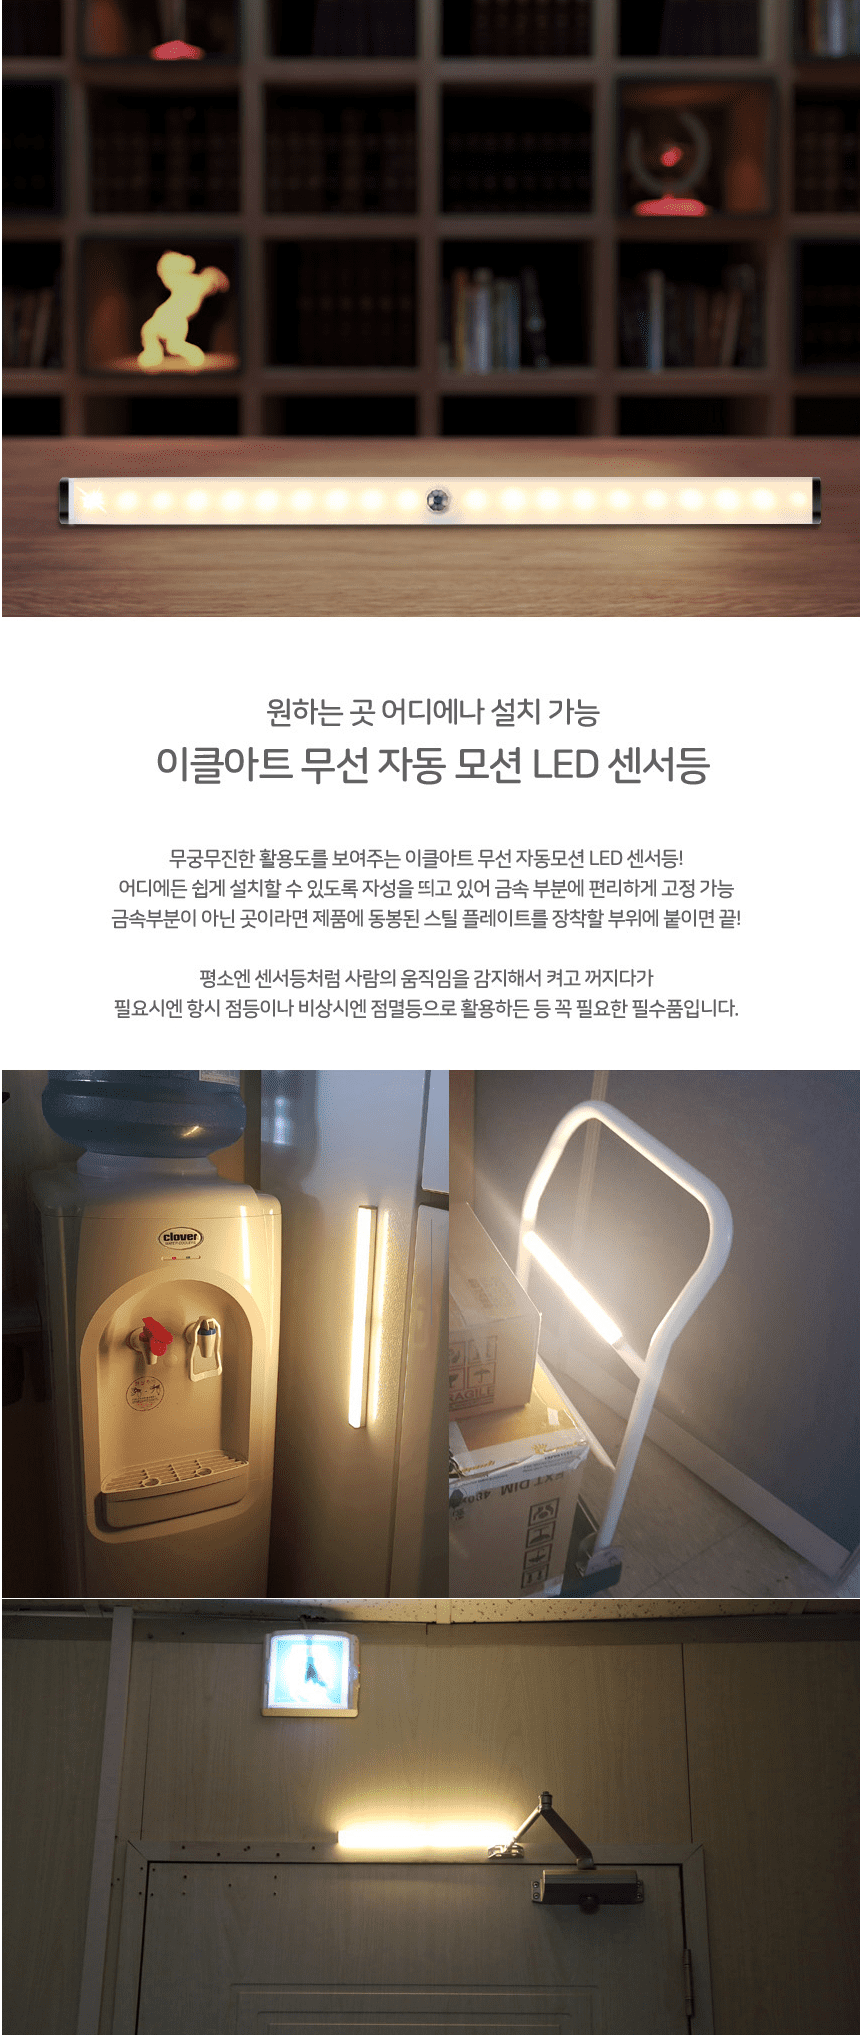 원하는 곳 어디에나 설치 가능
이클아트 무선 자동 모션 LED 센서등
무궁무진한 활용도를 보여주는 이클아트 무선 자동모션 LED 센서등!
어디에든 쉽게 설치할 수 있도록 자성을 띄고 있어 금속 부분에 편리하게 고정 가능
금속부분이 아닌 곳이라면 제품에 동봉된 스틸 플레이트를 장착할 부위에 붙이면 끝!
평소엔 센서등처럼 사람의 움직임을 감지해서 켜고 꺼지다가
필요시엔 항시 점등이나 비상시엔 점멸등으로 활용하든 등 꼭 필요한 필수품입니다.
clover
FRAGILE
EXT DIM